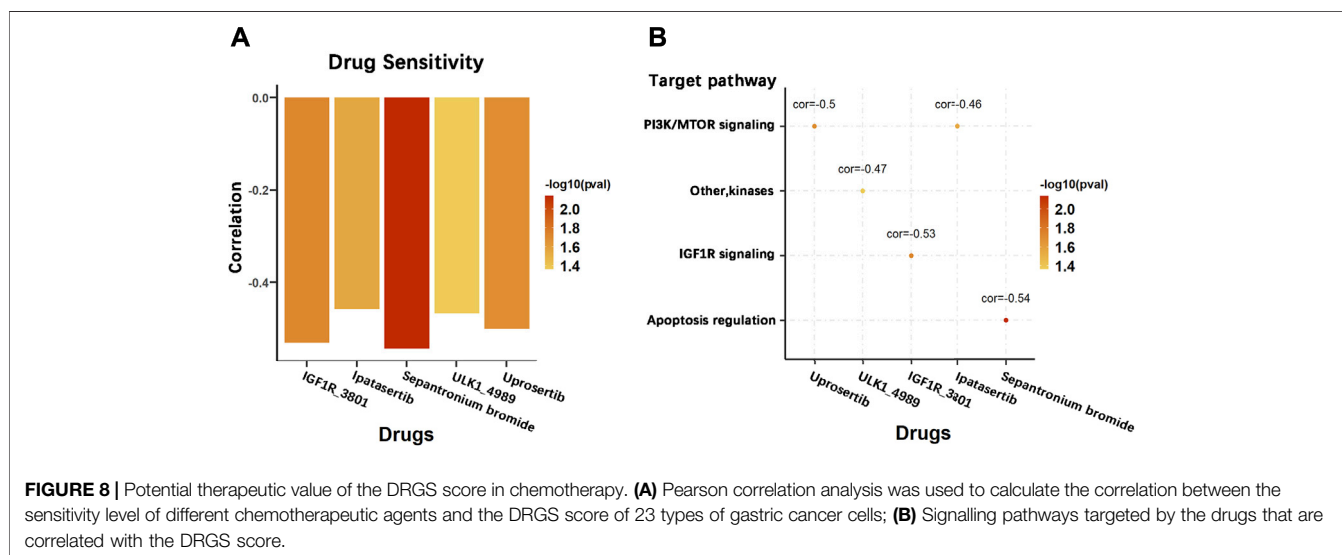 A
Drug Sensitivity
0.0
-0.2
-0.4
Correlation
IGF1R_3801
Ipatasertib
Sepantronium bromide
ULK1_4989
Uprosertib
Drugs
-log10(pval)
2.0
1.8
1.6
1.4
B
Target pathway
PI3K/MTOR signaling
Other,kinases
IGF1R signaling
Apoptosis regulation
cor=-0.5
cor=-0.46
cor=-0.47
cor=-0.53
cor=-0.54
Uprosertib
ULK1_4989
IGF1R_3801
Ipatasertib
Sepantronium bromide
Drugs
-log10(pval)
2.0
1.8
1.6
1.4
FIGURE 8 | Potential therapeutic value of the DRGS score in chemotherapy. (A) Pearson correlation analysis was used to calculate the correlation between the
sensitivity level of different chemotherapeutic agents and the DRGS score of 23 types of gastric cancer cells; (B) Signalling pathways targeted by the drugs that are
correlated with the DRGS score.